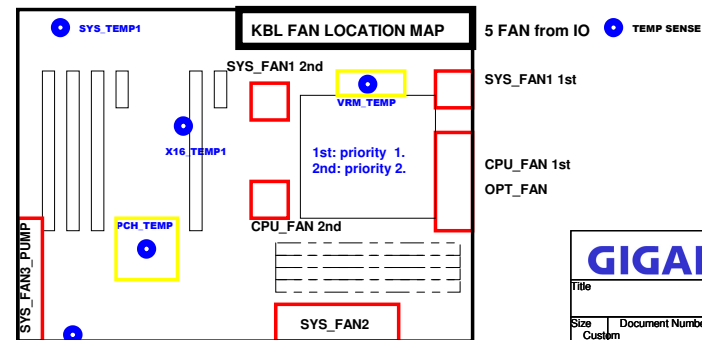 SYS_TEMP1
KBL FAN LOCATION MAP
5 FAN from IO
TEMP SENSE
SYS_FAN1 2nd
SYS_FAN1 1st
VRM_TEMP
X16_TEMP1
1st: priority 1.
2nd: priority 2.
CPU_FAN 1st
OPT_FAN
PCH_TEMP
CPU_FAN 2nd
SYS_FAN3_PUMP
SYS_FAN2
Title
Size
Document Numbe
Custom